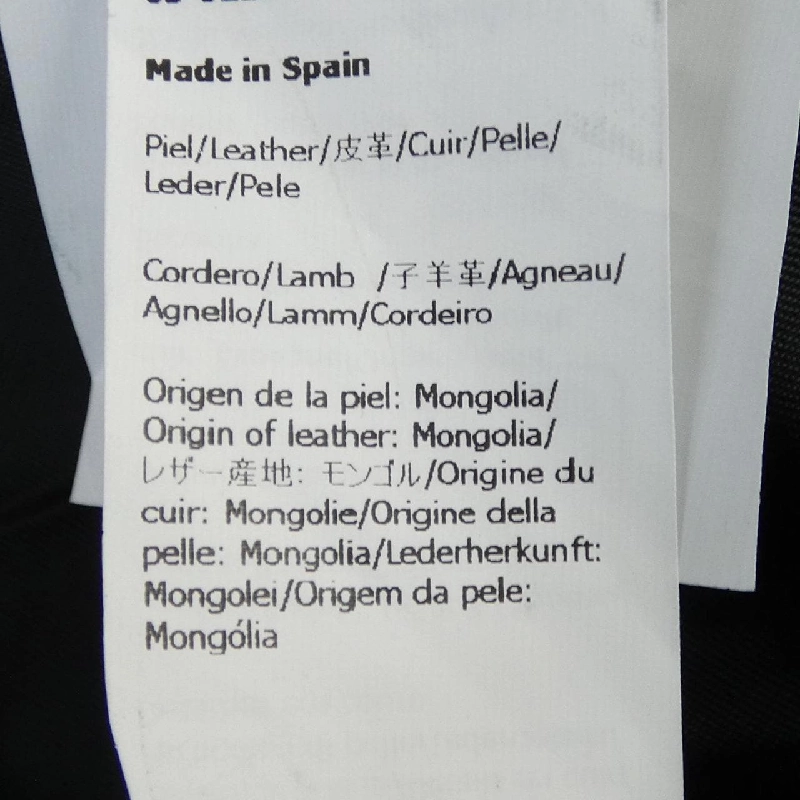 Made in Spain
Piel/Leather/皮革/Cuir/Pelle/
Leder/Pele
Cordero/Lamb /子羊革/Agneau/
Agnello/Lamm/Cordeiro
Origen de la piel: Mongolia/
Origin of leather: Mongolia/
レザー産地: モンゴル/Origine du
cuir: Mongolie/Origine della
pelle: Mongolia/Lederherkunft:
Mongolei/Origem da pele:
Mongólia